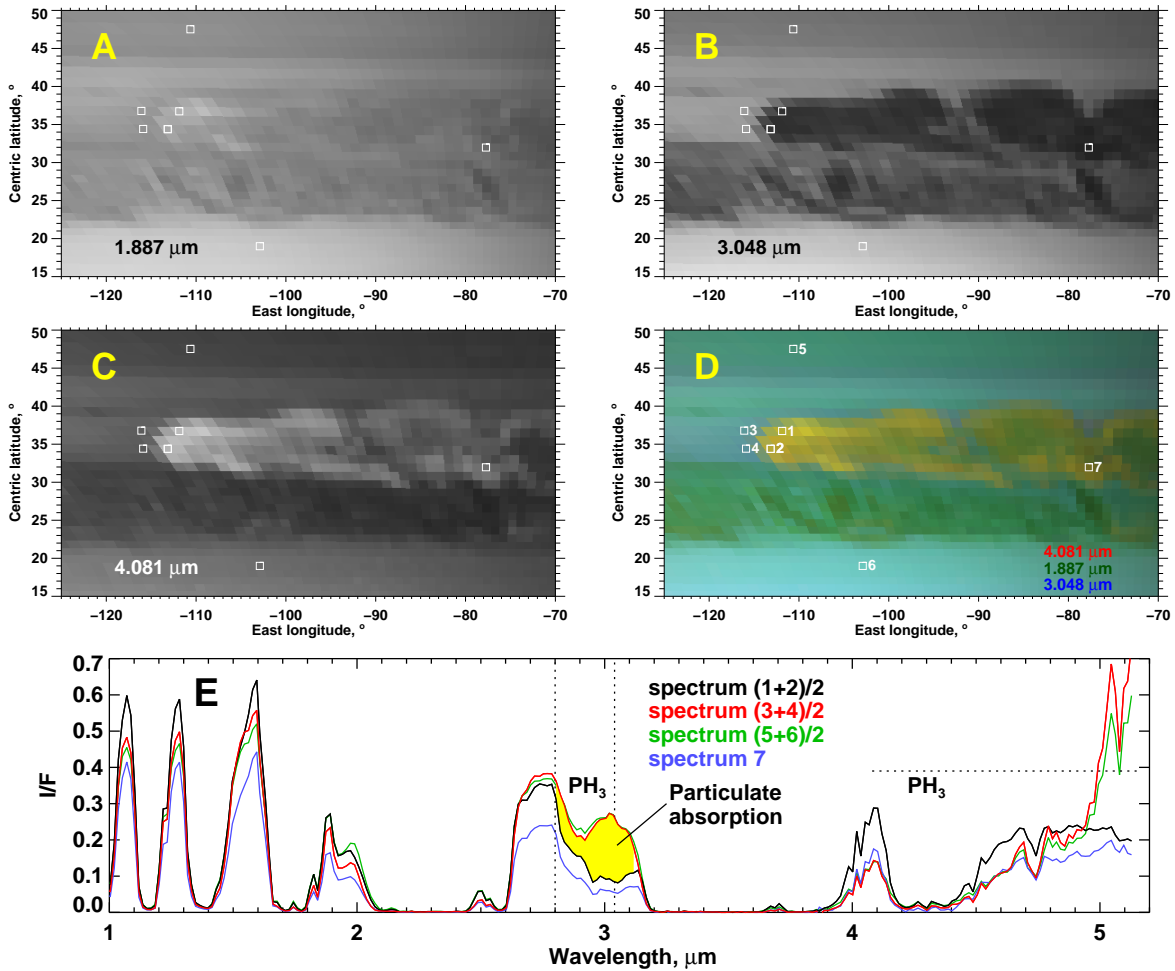 A
50
45
40
35
30
25
20
15
Centric latitude, °
1.887 μm
−120
−110
−100
−90
−80
−70
East longitude, °
B
50
45
40
35
30
25
20
15
Centric latitude, °
3.048 μm
−120
−110
−100
−90
−80
−70
East longitude, °
C
50
45
40
35
30
25
20
15
Centric latitude, °
4.081 μm
−120
−110
−100
−90
−80
−70
East longitude, °
D
50
45
40
35
30
25
20
15
Centric latitude, °
5
3
1
4
2
7
6
4.081 μm
1.887 μm
3.048 μm
−120
−110
−100
−90
−80
−70
East longitude, °
E
0.7
0.6
0.5
0.4
0.3
0.2
0.1
0.0
I/F
spectrum (1+2)/2
spectrum (3+4)/2
spectrum (5+6)/2
spectrum 7
PH3
Particulate
absorption
PH3
1
2
3
4
5
Wavelength, μm